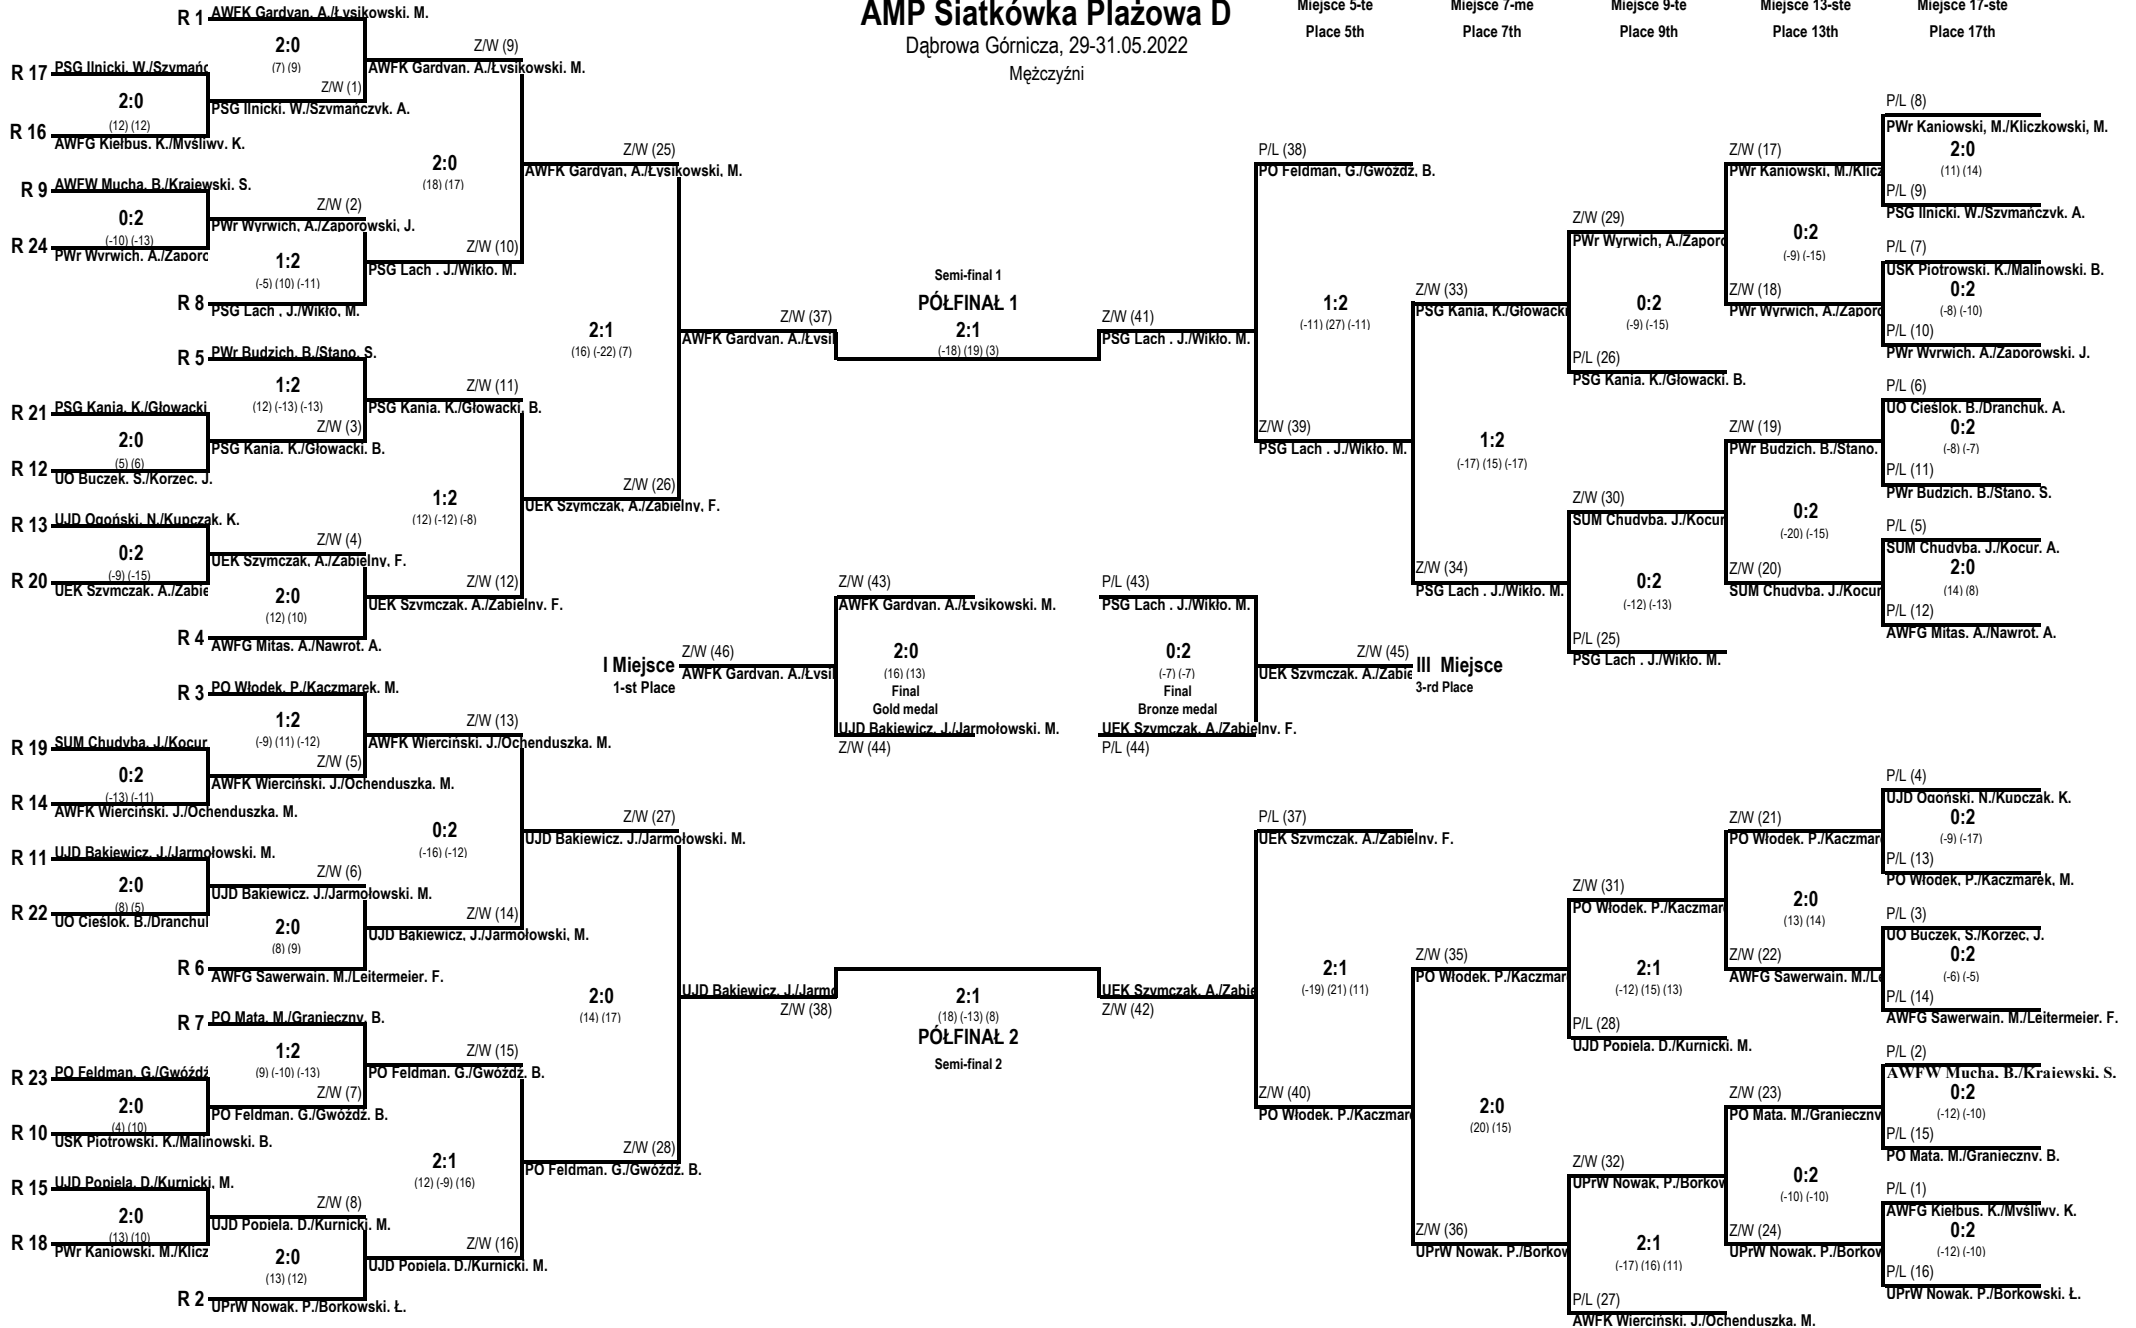 AMP Siatkówka Plażowa D
Dąbrowa Górnicza, 29-31.05.2022
Mężczyźni
Miejsce 5-te
Place 5th
Miejsce 7-me
Place 7th
Miejsce 9-te
Place 9th
Miejsce 13-ste
Place 13th
Miejsce 17-ste
Place 17th
R 1
R 17
R 16
R 9
R 24
R 8
R 5
R 21
R 12
R 13
R 20
R 4
R 3
R 19
R 14
R 11
R 22
R 6
R 7
R 23
R 10
R 15
R 18
R 2
PSG Ilnicki. W./Szymańc
2:0
(12) (12)
AWFG Kiełbus. K./Myśliwy. K.
AWFW Mucha. B./Krajewski. S.
0:2
(-10) (-13)
PWr Wyrwich. A./Zaporc
PSG Kania. K./Głowacki
2:0
(5) (6)
UO Buczek. S./Korzec. J.
UJD Ogoński. N./Kupczak. K.
0:2
(-9) (-15)
UEK Szymczak. A./Zabie
SUM Chudyba. J./Kocur
0:2
(-13) (-11)
AWFK Wierciński. J./Ochenduszka. M.
UJD Bakiewicz. J./Jarmołowski. M.
2:0
(8) (5)
UO Cieślok. B./Dranchul
PO Feldman. G./Gwóźdź
2:0
(4) (10)
USK Piotrowski. K./Malinowski. B.
UJD Popiela. D./Kurnicki. M.
2:0
(13) (10)
PWr Kaniowski. M./Klicz
AWFK Gardyan. A./Łysikowski. M.
2:0
(7) (9)
Z/W (1)
PSG Ilnicki. W./Szymańczyk. A.
Z/W (2)
PWr Wyrwich, A./Zaporowski, J.
1:2
(-5) (10) (-11)
PSG Lach , J./Wikło, M.
PWr Budzich. B./Stano. S.
1:2
(12) (-13) (-13)
Z/W (3)
PSG Kania. K./Głowacki. B.
Z/W (4)
UEK Szymczak, A./Zabielny, F.
2:0
(12) (10)
AWFG Mitas. A./Nawrot. A.
PO Włodek. P./Kaczmarek. M.
1:2
(-9) (11) (-12)
Z/W (5)
AWFK Wierciński. J./Ochenduszka. M.
Z/W (6)
UJD Bakiewicz. J./Jarmołowski. M.
2:0
(8) (9)
AWFG Sawerwain. M./Leitermeier. F.
PO Mata. M./Granieczny. B.
1:2
(9) (-10) (-13)
Z/W (7)
PO Feldman. G./Gwóźdź. B.
Z/W (8)
UJD Popiela. D./Kurnicki. M.
2:0
(13) (12)
UPrW Nowak. P./Borkowski. Ł.
Z/W (9)
AWFK Gardyan. A./Łysikowski. M.
2:0
(18) (17)
Z/W (10)
PSG Lach . J./Wikło. M.
Z/W (11)
PSG Kania. K./Głowacki. B.
1:2
(12) (-12) (-8)
Z/W (12)
UEK Szymczak. A./Zabielny. F.
Z/W (13)
AWFK Wierciński. J./Ochenduszka. M.
0:2
(-16) (-12)
Z/W (14)
UJD Bakiewicz, J./Jarmołowski, M.
Z/W (15)
PO Feldman. G./Gwóźdź. B.
2:1
(12) (-9) (16)
Z/W (16)
UJD Popiela. D./Kurnicki. M.
Z/W (25)
AWFK Gardyan, A./Łysikowski, M.
2:1
(16) (-22) (7)
Z/W (26)
UEK Szymczak, A./Zabielny, F.
Z/W (27)
UJD Bakiewicz. J./Jarmołowski. M.
2:0
(14) (17)
Z/W (28)
PO Feldman. G./Gwóźdź. B.
Z/W (37)
AWFK Gardyan. A./Łysil
Semi-final 1
PÓŁFINAŁ 1
2:1
(-18) (19) (3)
Z/W (41)
PSG Lach . J./Wikło. M.
I Miejsce
1-st Place
Z/W (46)
AWFK Gardyan. A./Łysil
Z/W (43)
AWFK Gardyan. A./Łysikowski. M.
2:0
(16) (13)
Final
Gold medal
UJD Bakiewicz. J./Jarmołowski. M.
Z/W (44)
P/L (43)
PSG Lach . J./Wikło. M.
0:2
(-7) (-7)
Final
Bronze medal
UEK Szymczak. A./Zabielny. F.
P/L (44)
Z/W (45)
UEK Szymczak. A./Zabie
III Miejsce
3-rd Place
UJD Bakiewicz. J./Jarmo
Z/W (38)
2:1
(18) (-13) (8)
PÓŁFINAŁ 2
Semi-final 2
UEK Szymczak. A./Zabie
Z/W (42)
P/L (38)
PO Feldman, G./Gwóźdź, B.
1:2
(-11) (27) (-11)
Z/W (39)
PSG Lach . J./Wikło. M.
P/L (37)
UEK Szymczak. A./Zabielny. F.
2:1
(-19) (21) (11)
Z/W (40)
PO Włodek. P./Kaczmare
Z/W (33)
PSG Kania, K./Głowacki
1:2
(-17) (15) (-17)
Z/W (34)
PSG Lach . J./Wikło. M.
Z/W (35)
PO Włodek. P./Kaczmar
2:0
(20) (15)
Z/W (36)
UPrW Nowak. P./Borkov
Z/W (29)
PWr Wyrwich, A./Zaporc
0:2
(-9) (-15)
P/L (26)
PSG Kania. K./Głowacki. B.
Z/W (30)
SUM Chudyba. J./Kocur
0:2
(-12) (-13)
P/L (25)
PSG Lach . J./Wikło. M.
Z/W (31)
PO Włodek. P./Kaczmar
2:1
(-12) (15) (13)
P/L (28)
UJD Popiela. D./Kurnicki. M.
Z/W (32)
UPrW Nowak, P./Borkov
2:1
(-17) (16) (11)
P/L (27)
AWFK Wierciński. J./Ochenduszka. M.
Z/W (17)
PWr Kaniowski, M./Klicz
0:2
(-9) (-15)
Z/W (18)
PWr Wyrwich, A./Zaporc
Z/W (19)
PWr Budzich. B./Stano.
0:2
(-20) (-15)
Z/W (20)
SUM Chudyba. J./Kocur
Z/W (21)
PO Włodek. P./Kaczmar
2:0
(13) (14)
Z/W (22)
AWFG Sawerwain. M./Le
Z/W (23)
PO Mata. M./Granieczny
0:2
(-10) (-10)
Z/W (24)
UPrW Nowak. P./Borkov
P/L (8)
PWr Kaniowski, M./Kliczkowski, M.
2:0
(11) (14)
P/L (9)
PSG Ilnicki. W./Szymańczyk. A.
P/L (7)
USK Piotrowski. K./Malinowski. B.
0:2
(-8) (-10)
P/L (10)
PWr Wyrwich. A./Zaporowski. J.
P/L (6)
UO Cieślok. B./Dranchuk. A.
0:2
(-8) (-7)
P/L (11)
PWr Budzich. B./Stano. S.
P/L (5)
SUM Chudyba. J./Kocur. A.
2:0
(14) (8)
P/L (12)
AWFG Mitas. A./Nawrot. A.
P/L (4)
UJD Ogoński. N./Kupczak. K.
0:2
(-9) (-17)
P/L (13)
PO Włodek, P./Kaczmarek, M.
P/L (3)
UO Buczek, S./Korzec, J.
0:2
(-6) (-5)
P/L (14)
AWFG Sawerwain. M./Leitermeier. F.
P/L (2)
AWFW Mucha. B./Krajewski. S.
0:2
(-12) (-10)
P/L (15)
PO Mata. M./Granieczny. B.
P/L (1)
AWFG Kiełbus. K./Myśliwy. K.
0:2
(-12) (-10)
P/L (16)
UPrW Nowak. P./Borkowski. Ł.